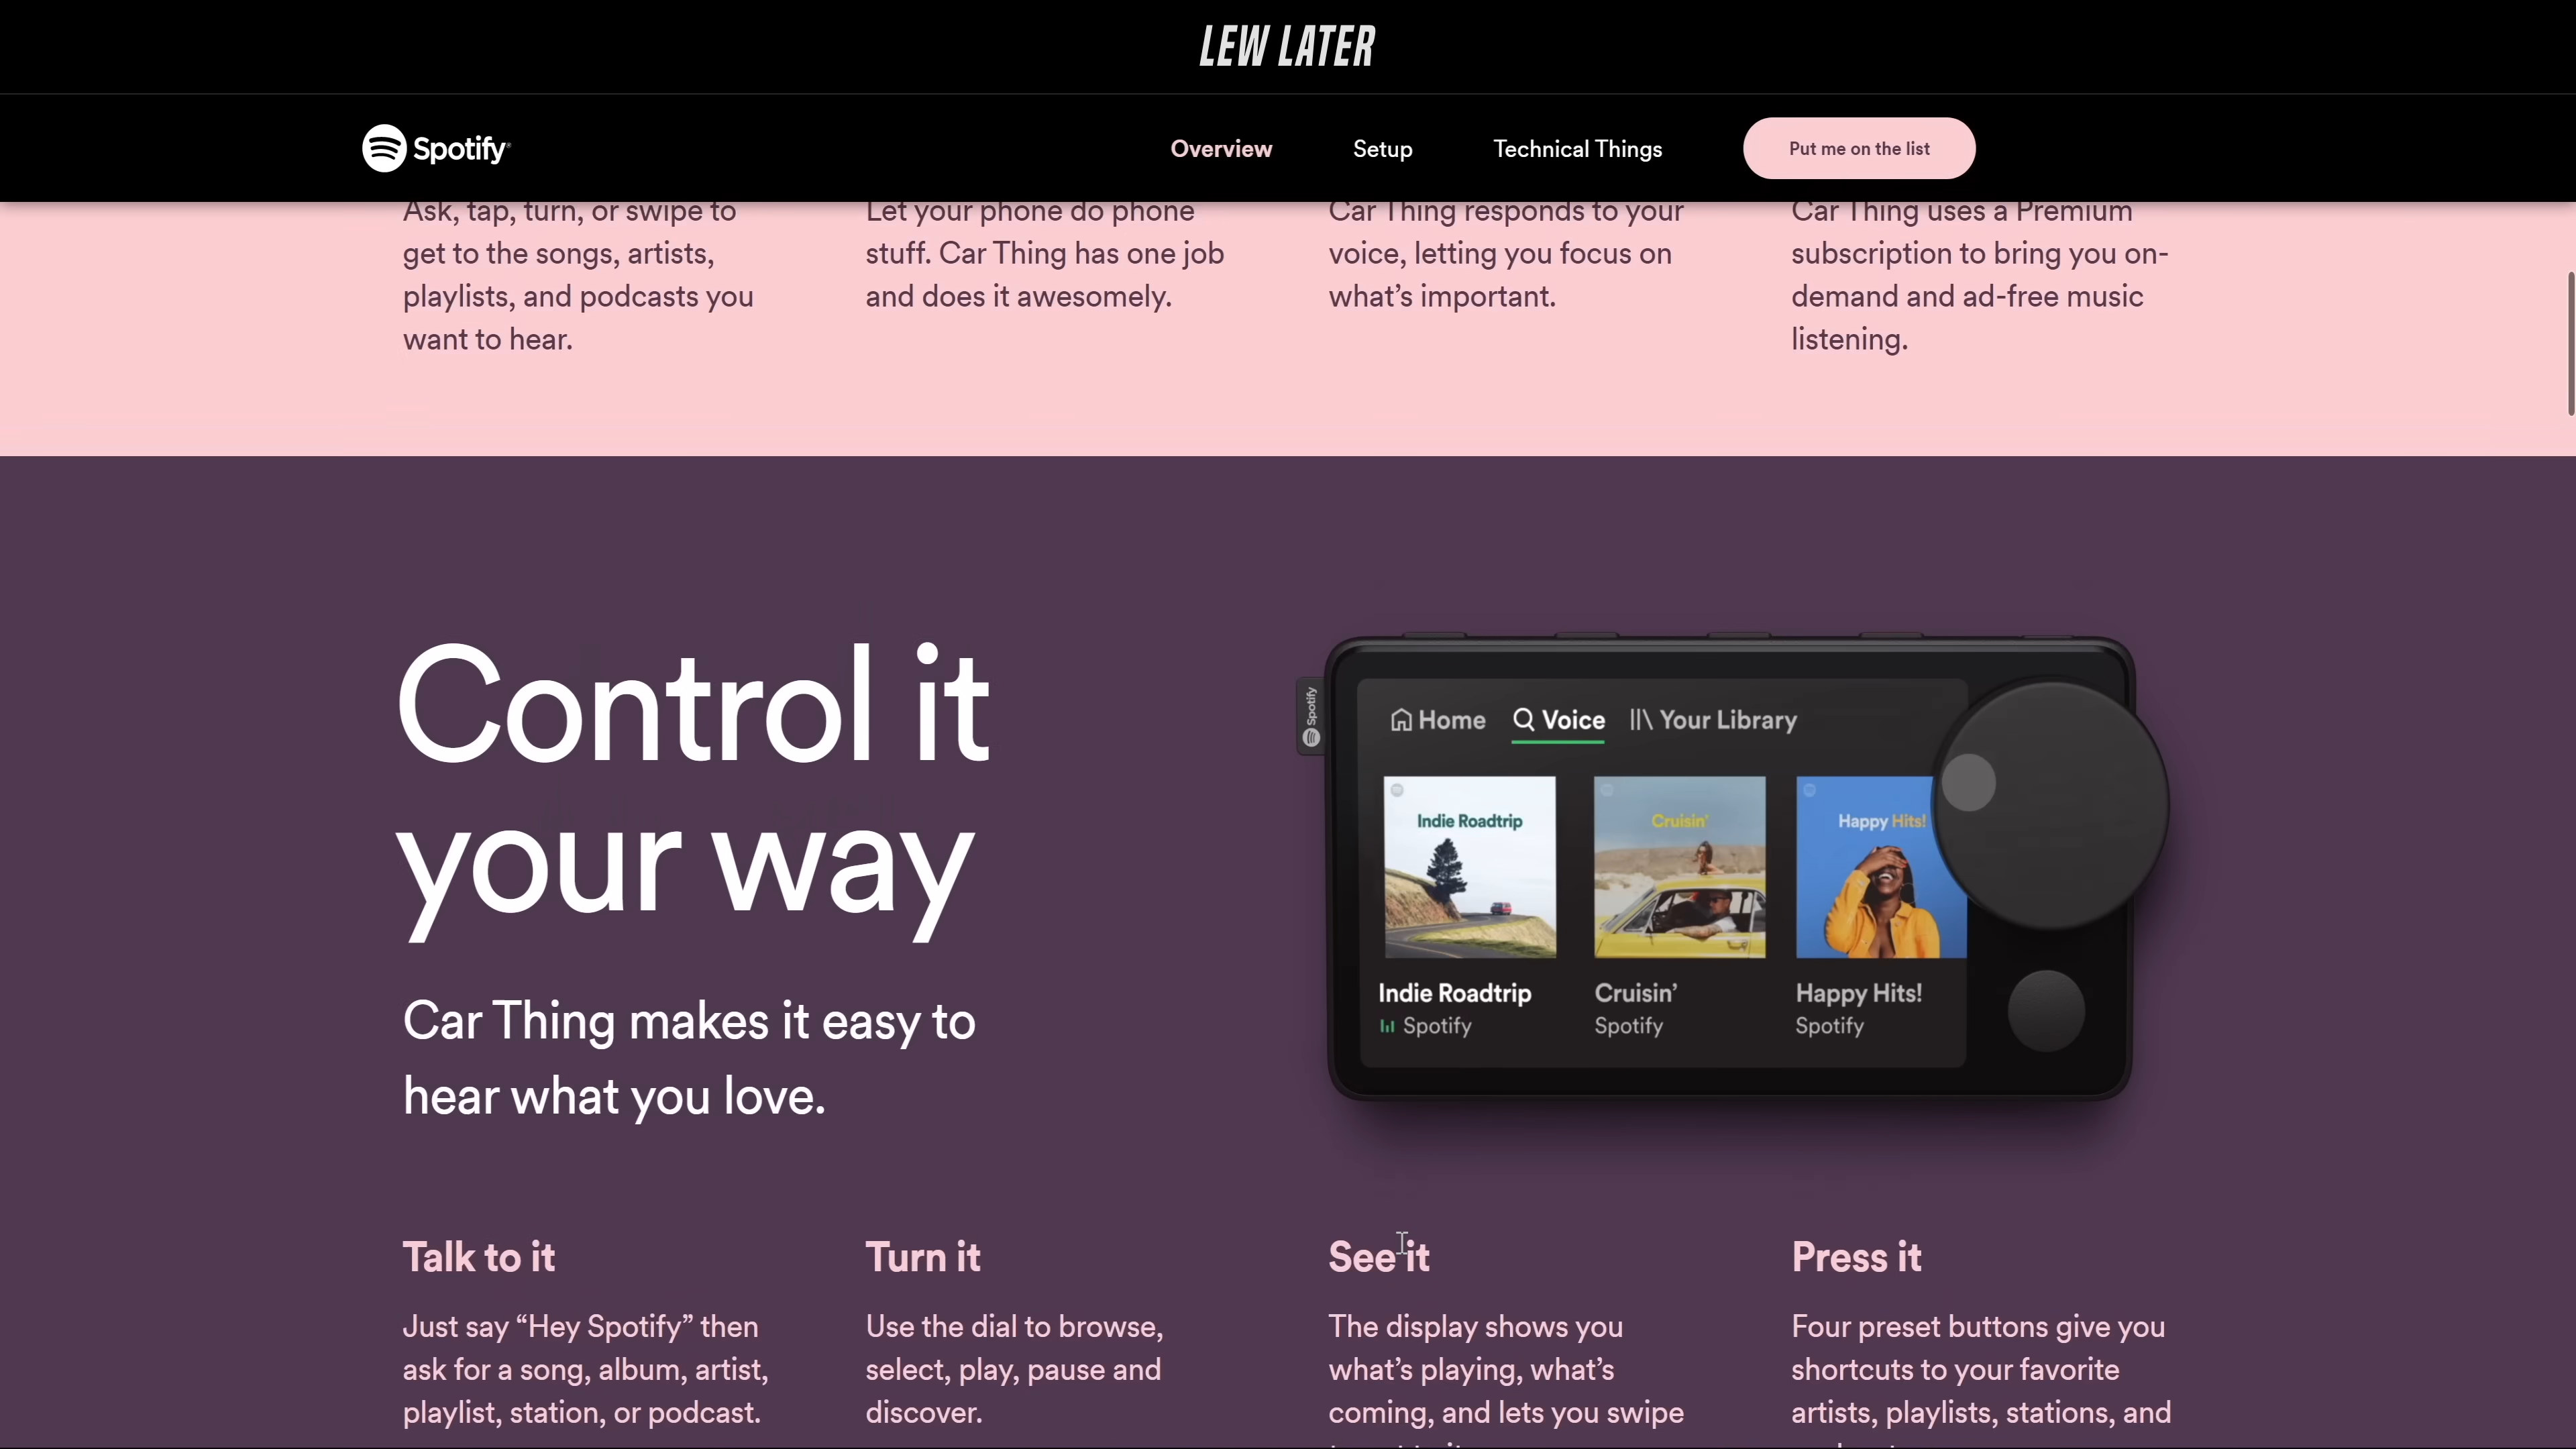 LEW LATER
Spotify
Overview
Setup
Technical Things
Put me on the list
Ask, tap, turn, or swipe to
get to the songs, artists,
playlists, and podcasts you
want to hear.
Let your phone do phone
stuff. Car Thing has one job
and does it awesomely.
Car Thing responds to your
voice, letting you focus on
what’s important.
Car Thing uses a Premium
subscription to bring you on-
demand and ad-free music
listening.
Control it
your way
Car Thing makes it easy to
hear what you love.
Spotify
Home
Voice
Your Library
Indie Roadtrip
Cruisin’
Happy Hits!
Indie Roadtrip
Spotify
Cruisin’
Spotify
Happy Hits!
Spotify
Talk to it
Just say “Hey Spotify” then
ask for a song, album, artist,
playlist, station, or podcast.
Turn it
Use the dial to browse,
select, play, pause and
discover.
See it
The display shows you
what’s playing, what’s
coming, and lets you swipe
Press it
Four preset buttons give you
shortcuts to your favorite
artists, playlists, stations, and